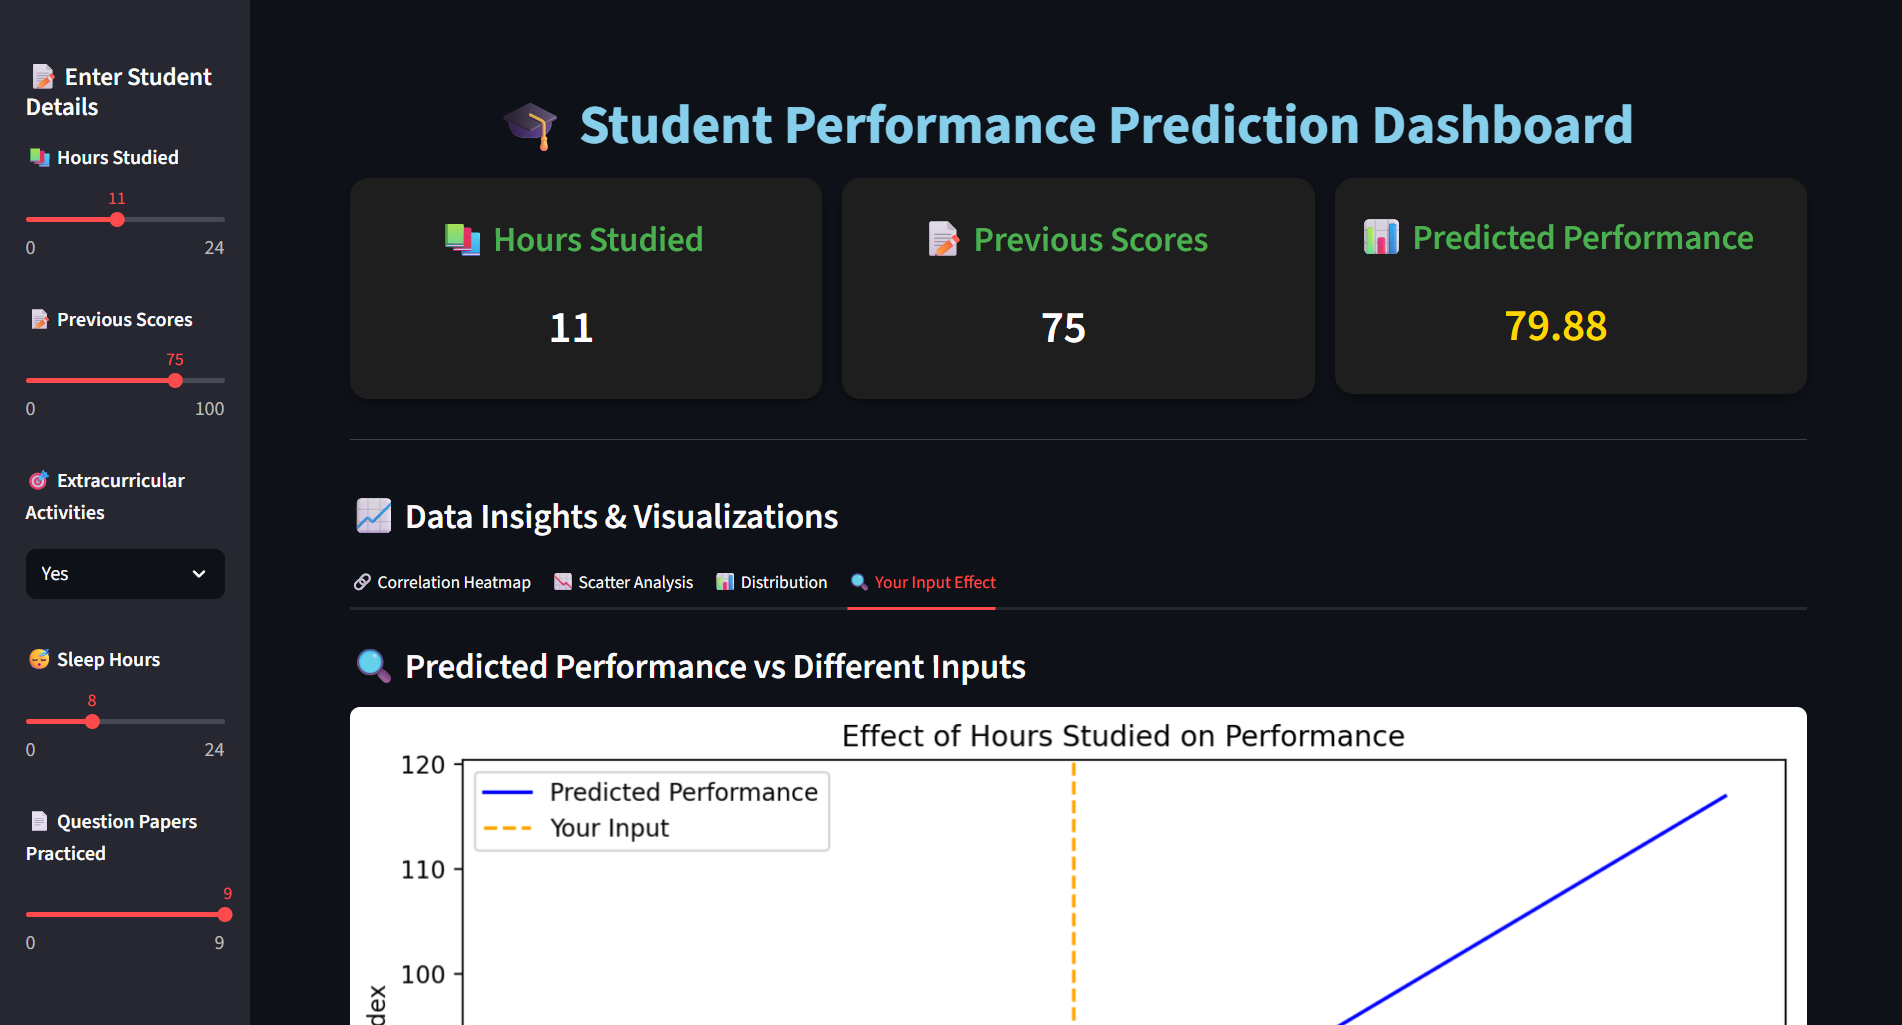 Enter Student
Details
Hours Studied
11
0 24
Previous Scores
75
0 100
Extracurricular
Activities
Yes
Sleep Hours
8
0 24
Question Papers
Practiced
9
0 9
Student Performance Prediction Dashboard
Hours Studied
11
Previous Scores
75
Predicted Performance
79.88
Data Insights & Visualizations
Correlation Heatmap Scatter Analysis Distribution Your Input Effect
Predicted Performance vs Different Inputs
Effect of Hours Studied on Performance
120
Predicted Performance
Your Input
110
100
dex